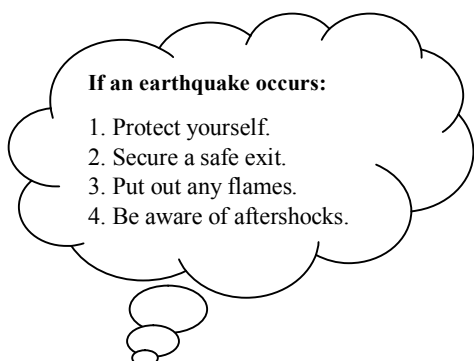 If an earthquake occurs:
1. Protect yourself.
2. Secure a safe exit.
3. Put out any flames.
4. Be aware of aftershocks.